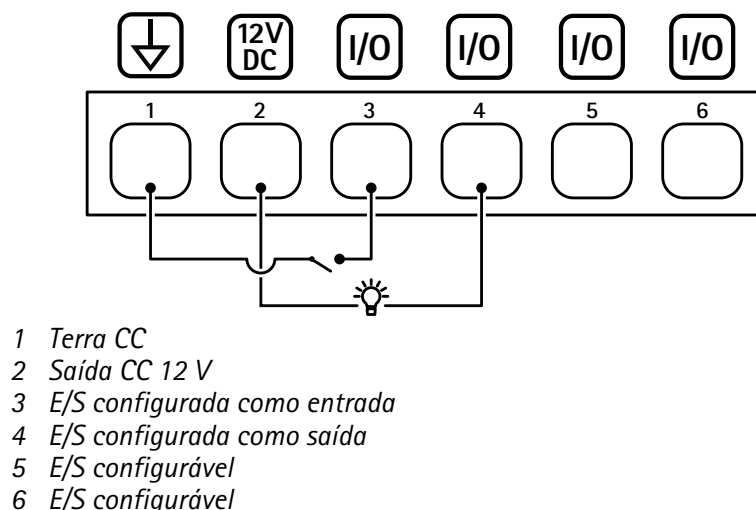 12V DC I/O I/O I/O I/O
1 2 3 4 5 6
1 Terra CC
2 Saída CC 12 V
3 E/S configurada como entrada
4 E/S configurada como saída
5 E/S configurável
6 E/S configurável